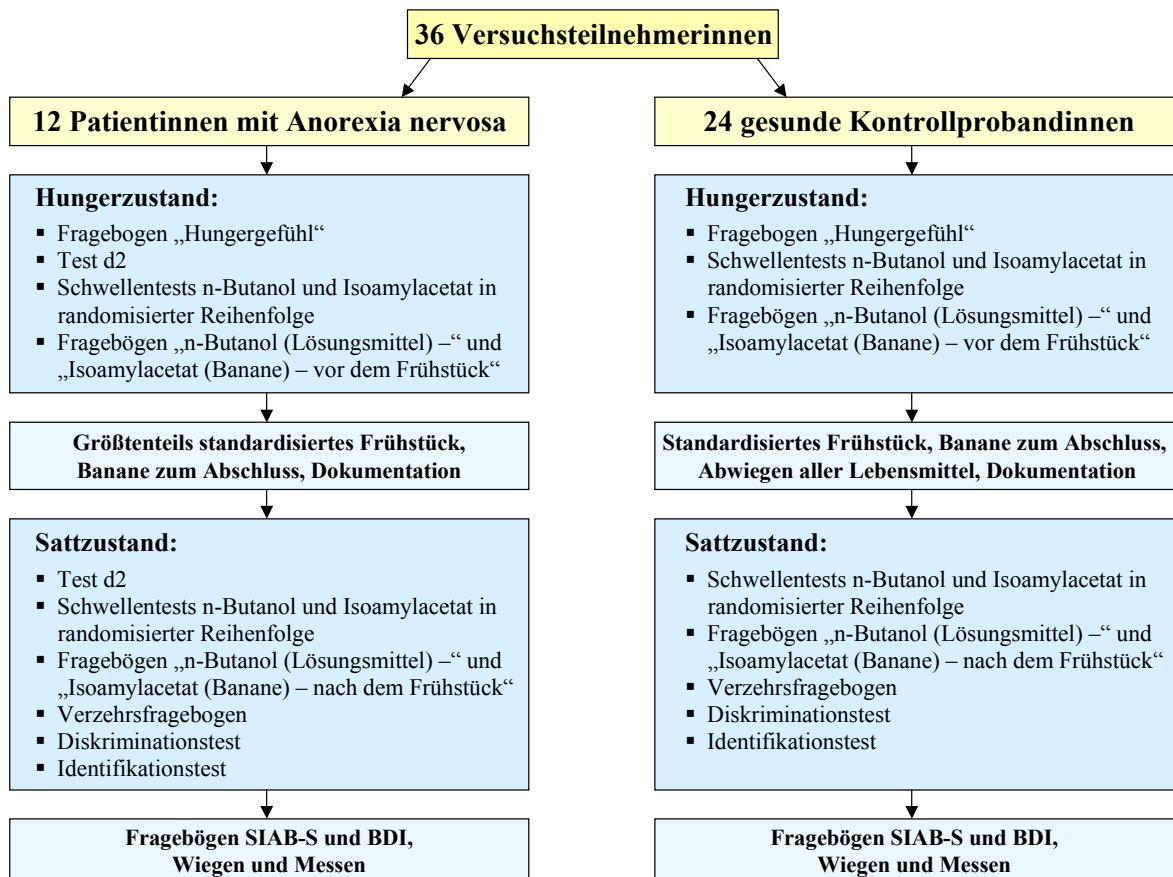 36 Versuchsteilnehmerinnen
12 Patientinnen mit Anorexia nervosa
Hungerzustand:
▪ Fragebogen „Hungergefühl“
▪ Test d2
▪ Schwellentests n-Butanol und Isoamylacetat in
randomisierter Reihenfolge
▪ Fragebögen „n-Butanol (Lösungsmittel) –“ und
„Isoamylacetat (Banane) – vor dem Frühstück“
Größtenteils standardisiertes Frühstück,
Banane zum Abschluss, Dokumentation
Sattzustand:
▪ Test d2
▪ Schwellentests n-Butanol und Isoamylacetat in
randomisierter Reihenfolge
▪ Fragebögen „n-Butanol (Lösungsmittel) –“ und
„Isoamylacetat (Banane) – nach dem Frühstück“
▪ Verzehrsfragebogen
▪ Diskriminationstest
▪ Identifikationstest
Fragebögen SIAB-S und BDI,
Wiegen und Messen
24 gesunde Kontrollprobandinnen
Hungerzustand:
▪ Fragebogen „Hungergefühl“
▪ Schwellentests n-Butanol und Isoamylacetat in
randomisierter Reihenfolge
▪ Fragebögen „n-Butanol (Lösungsmittel) –“ und
„Isoamylacetat (Banane) – vor dem Frühstück“
Standardisiertes Frühstück, Banane zum Abschluss,
Abwiegen aller Lebensmittel, Dokumentation
Sattzustand:
▪ Schwellentests n-Butanol und Isoamylacetat in
randomisierter Reihenfolge
▪ Fragebögen „n-Butanol (Lösungsmittel) –“ und
„Isoamylacetat (Banane) – nach dem Frühstück“
▪ Verzehrsfragebogen
▪ Diskriminationstest
▪ Identifikationstest
Fragebögen SIAB-S und BDI,
Wiegen und Messen